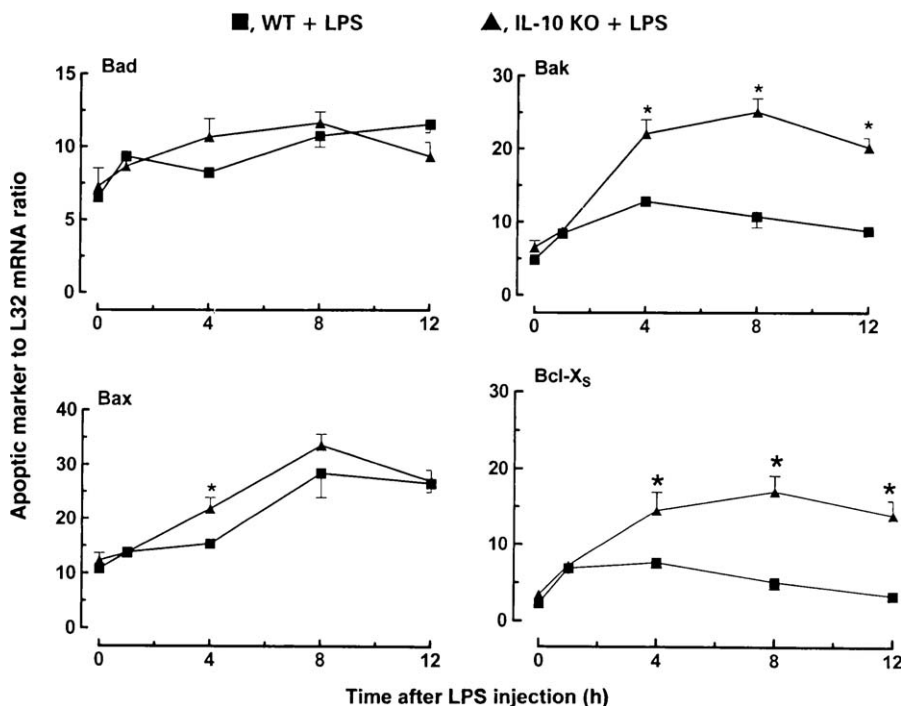 ■, WT + LPS ▲, IL-10 KO + LPS
Apoptic marker to L32 mRNA ratio
Bad
15
10
5
0
0 4 8 12
Bak
30
20
10
0
* * *
0 4 8 12
Bax
40
30
20
10
0
*
0 4 8 12
Bcl-X_S
30
20
10
0
* * *
0 4 8 12
Time after LPS injection (h)